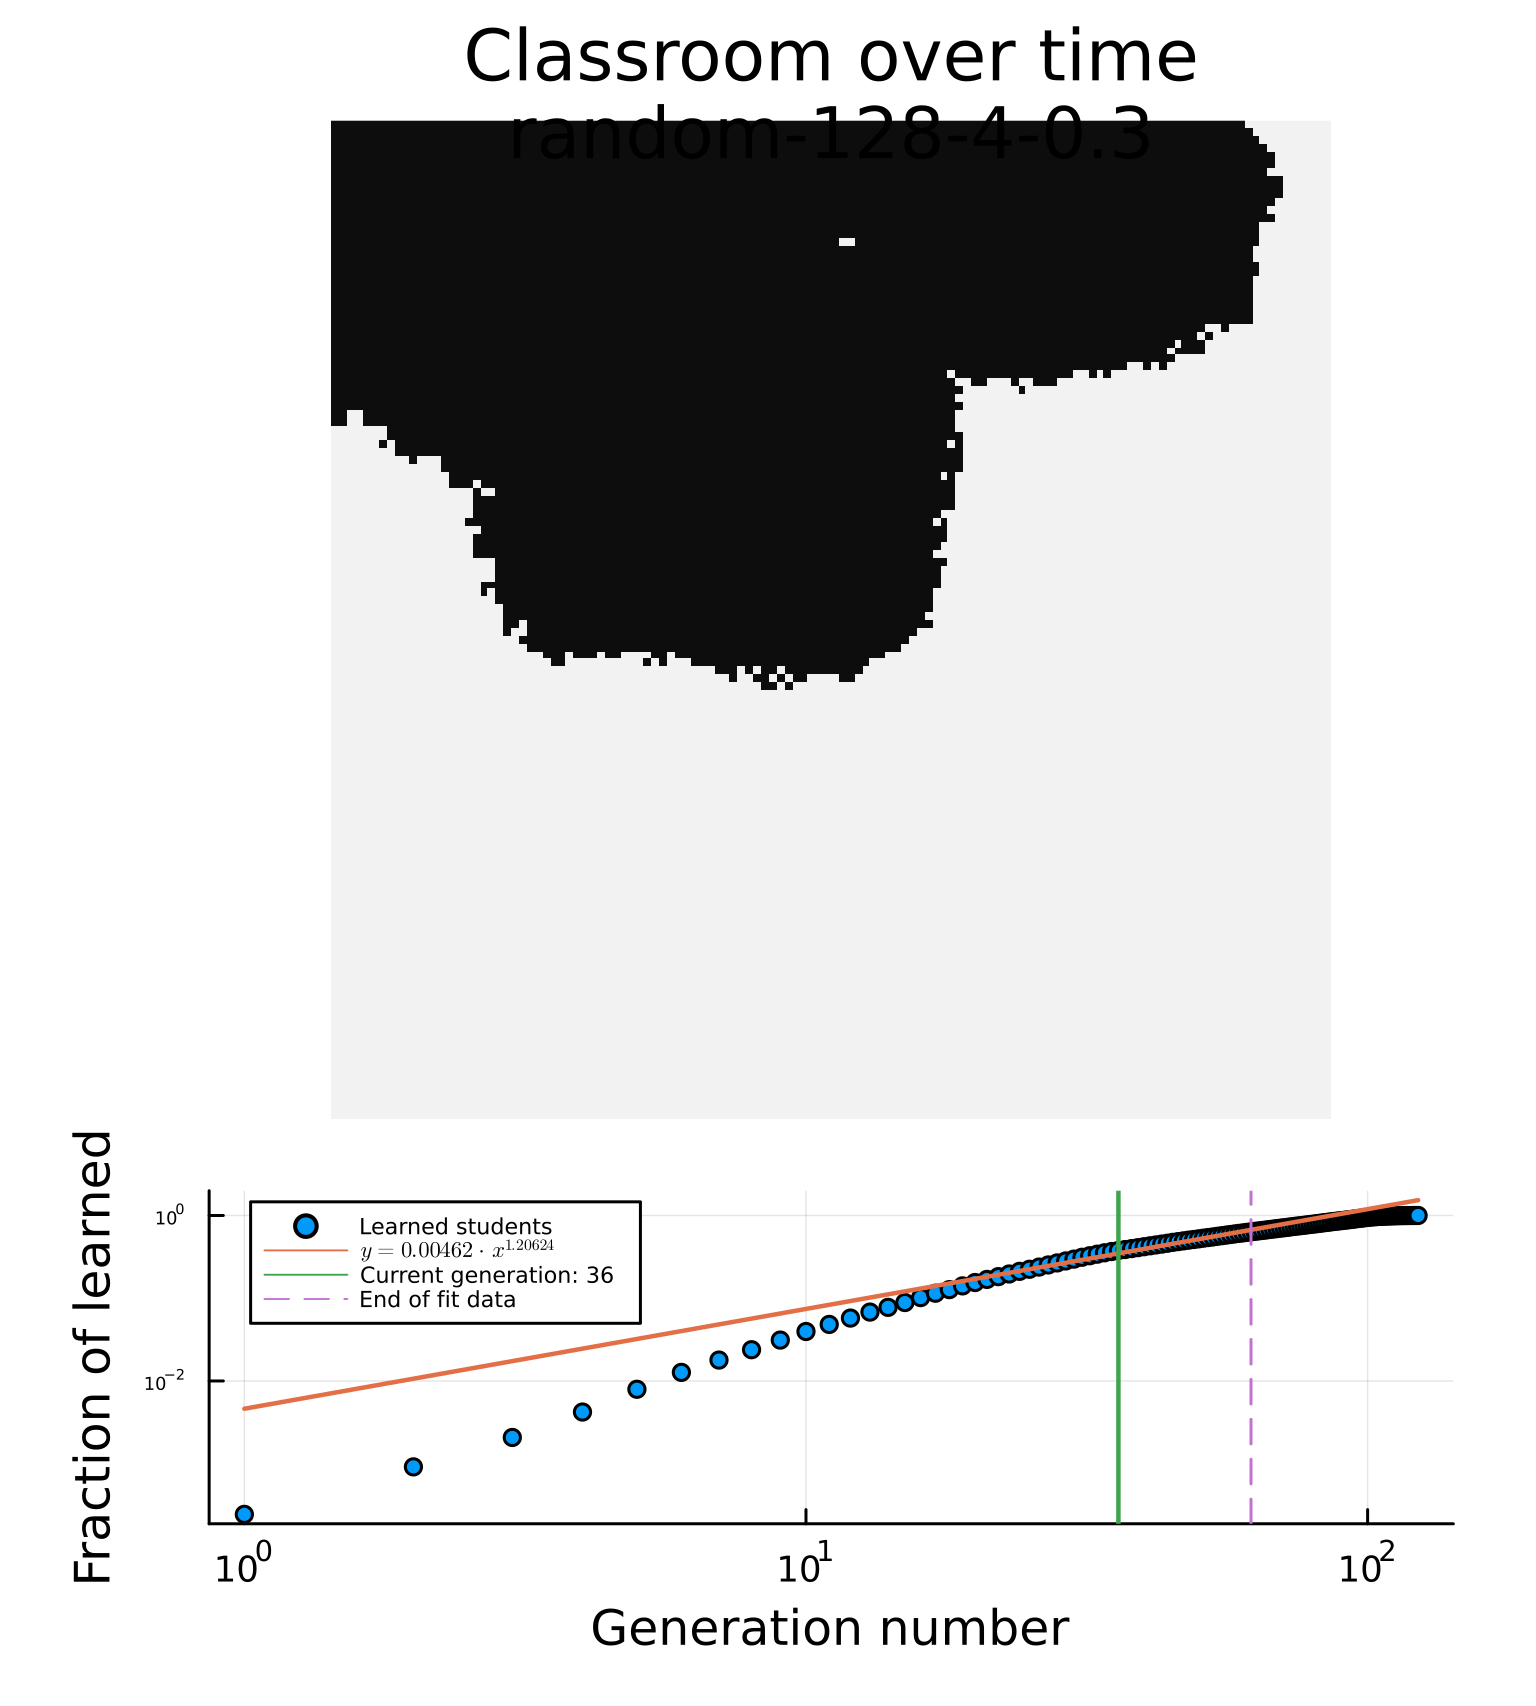 Classroom over time
random-128-4-0.3
Fraction of learned
10^0
10^−2
Learned students
y = 0.00462 · x^1.20624
Current generation: 36
End of fit data
10^0
10^1
10^2
Generation number